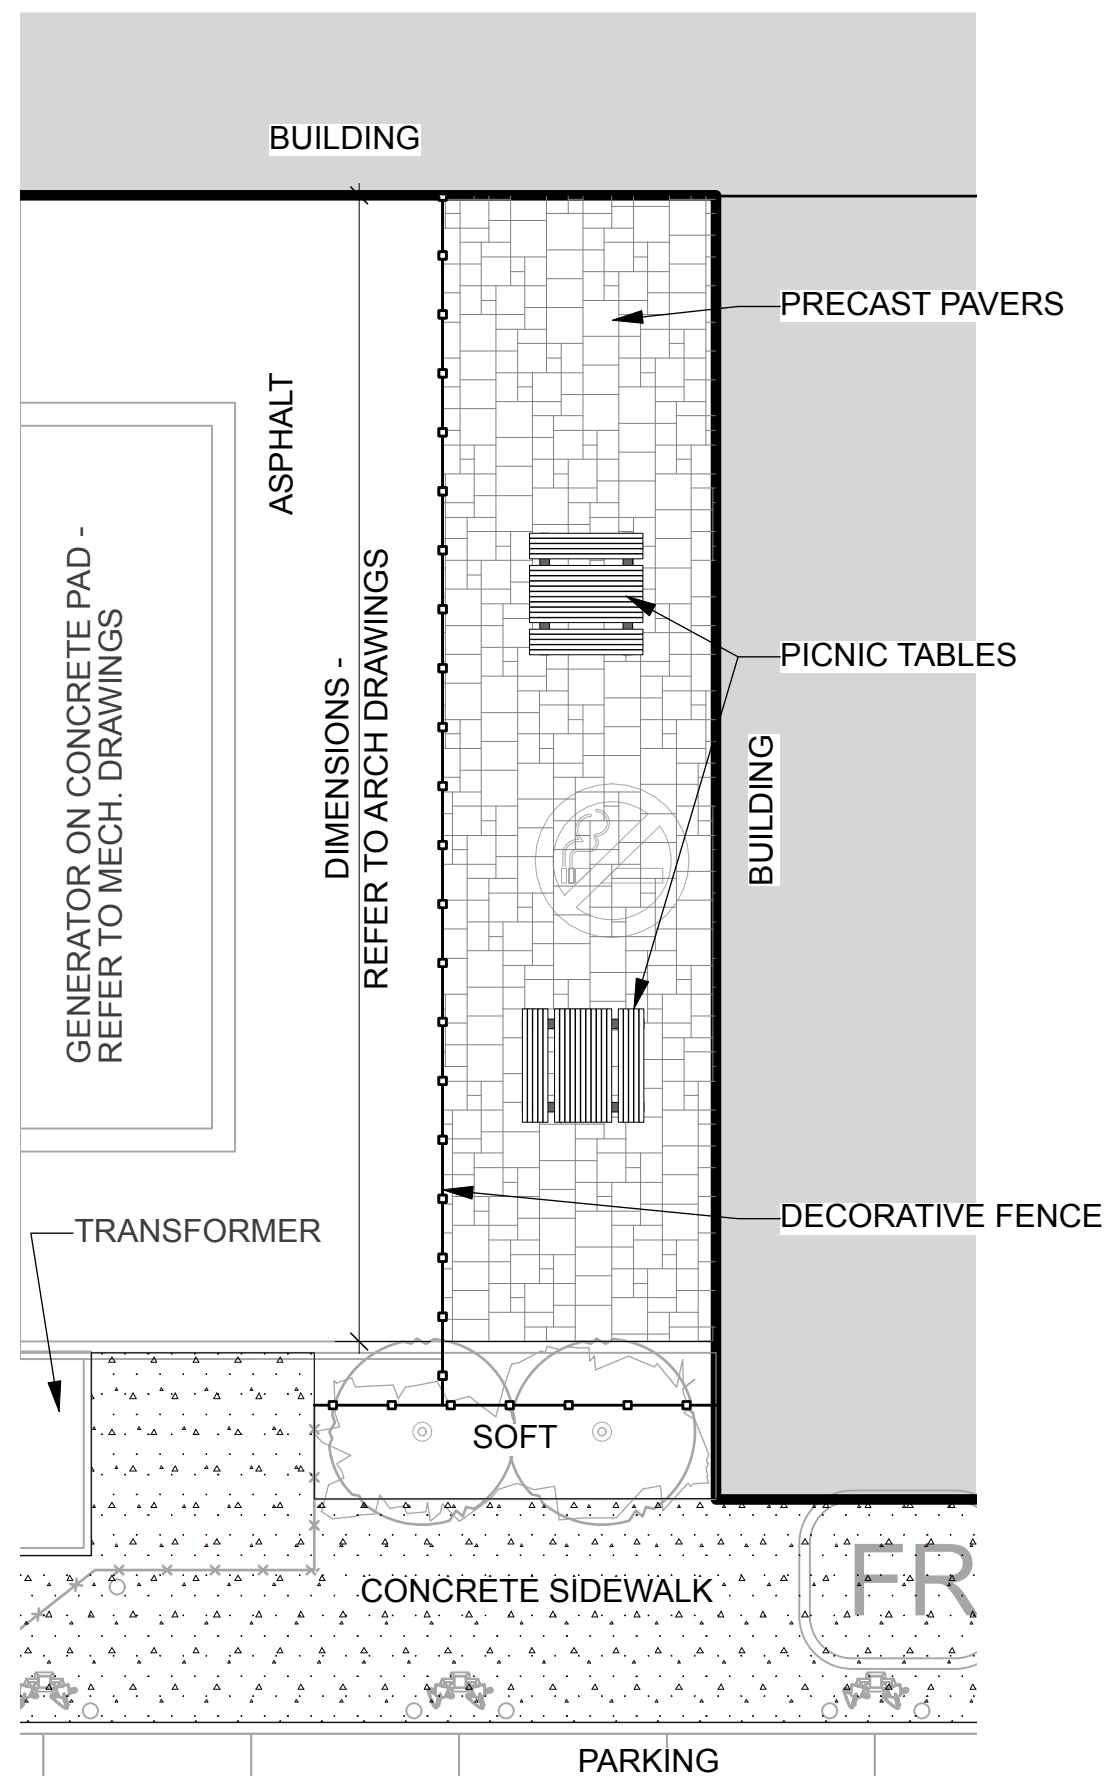 BUILDING
PRECAST PAVERS
ASPHALT
GENERATOR ON CONCRETE PAD -
REFER TO MECH. DRAWINGS
DIMENSIONS -
REFER TO ARCH DRAWINGS
PICNIC TABLES
BUILDING
DECORATIVE FENCE
TRANSFORMER
SOFT
FR
CONCRETE SIDEWALK
PARKING